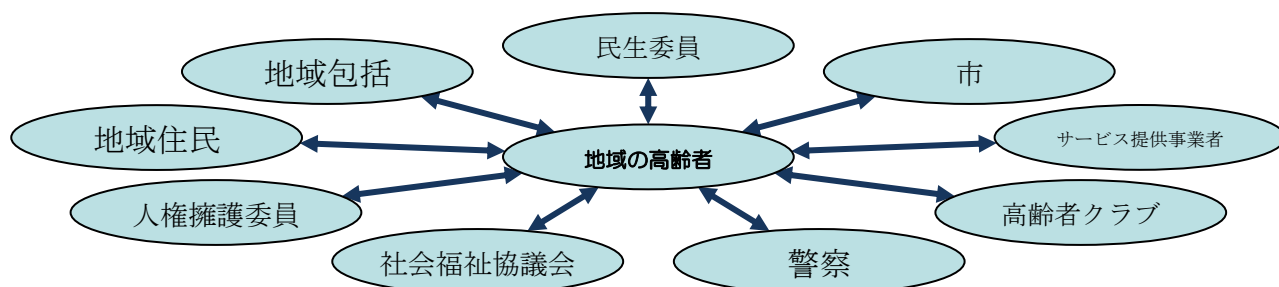 民生委員
地域包括
市
地域住民
サービス提供事業者
地域の高齢者
人権擁護委員
高齢者クラブ
社会福祉協議会
警察